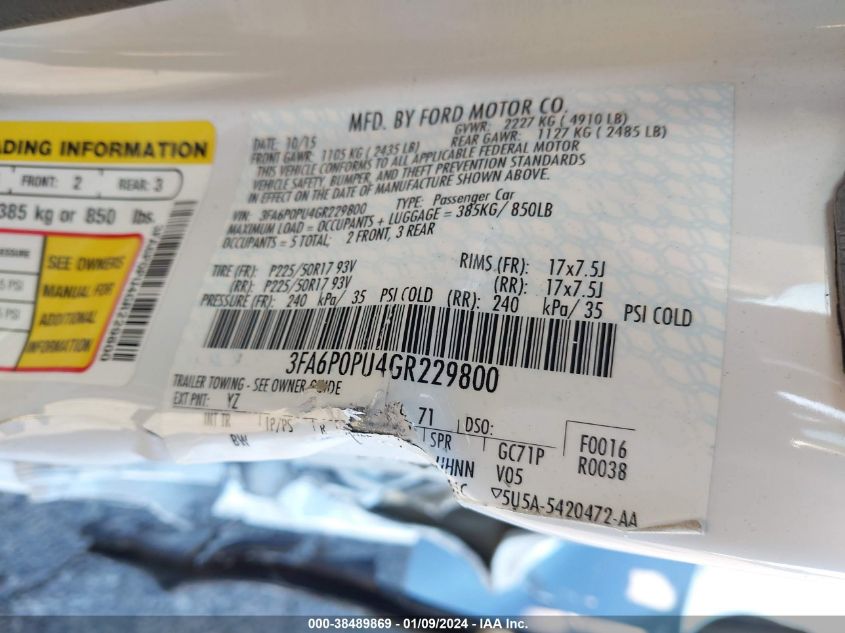 ADING INFORMATION
FRONT: 2 REAR: 3
385 kg or 850 lbs.
SEE OWNERS
MANUAL FOR
ADDITIONAL
INFORMATION
MFD. BY FORD MOTOR CO.
DATE: 10/15 GVWR: 2227 KG ( 4910 LB)
FRONT GAWR: 1105 KG ( 2435 LB) REAR GAWR: 1127 KG ( 2485 LB)
THIS VEHICLE CONFORMS TO ALL APPLICABLE FEDERAL MOTOR
VEHICLE SAFETY, BUMPER, AND THEFT PREVENTION STANDARDS
IN EFFECT ON THE DATE OF MANUFACTURE SHOWN ABOVE.
VIN: 3FA6P0PU4GR229800 TYPE: Passenger Car
MAXIMUM LOAD = OCCUPANTS + LUGGAGE = 385KG/ 850LB
OCCUPANTS = 5 TOTAL; 2 FRONT, 3 REAR
TIRE (FR): P225/50R17 93V RIMS (FR): 17x7.5J
(RR): P225/50R17 93V (RR): 17x7.5J
PRESSURE (FR): 240 kPa/ 35 PSI COLD (RR): 240 kPa/ 35 PSI COLD
3FA6P0PU4GR229800
TRAILER TOWING - SEE OWNER
EXT PNT: YZ 71 DSO:
INT TR TP/PS R SPR GC71P F0016
BW HNN V05 R0038
5U5A-5420472-AA
000-38489869 - 01/09/2024 - IAA Inc.